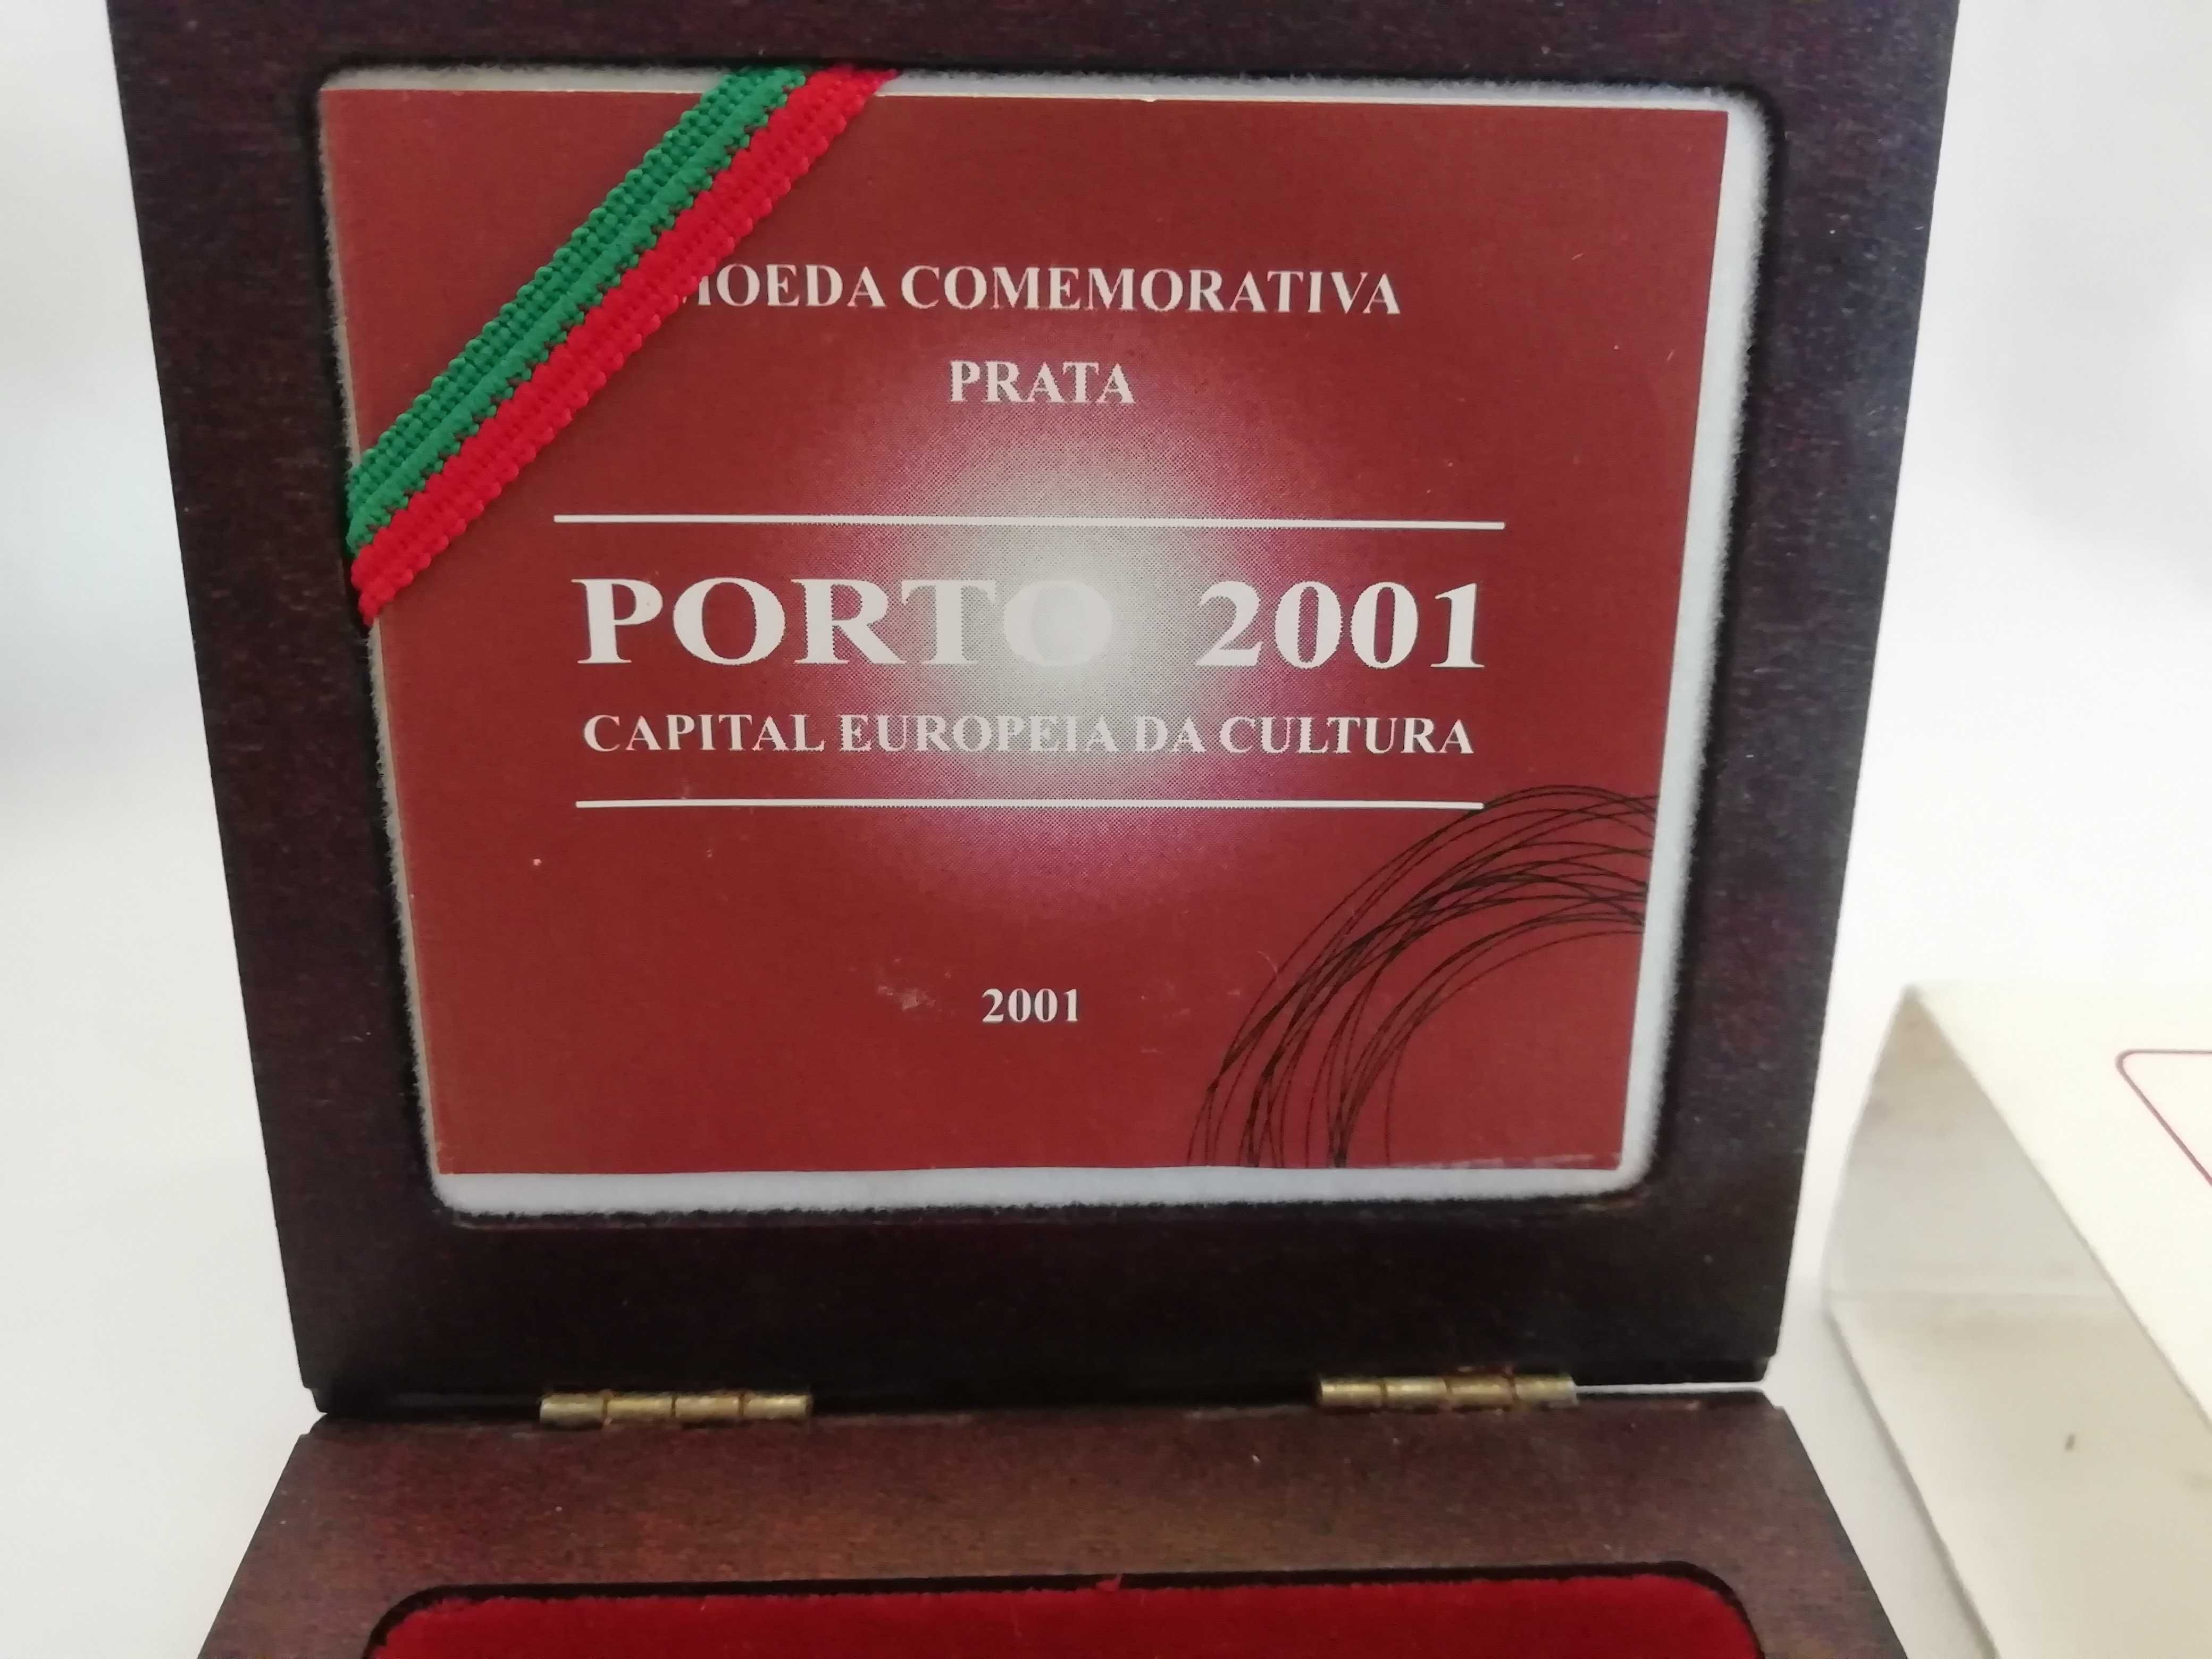 MOEDA COMEMORATIVA
PRATA
PORTO 2001
CAPITAL EUROPEIA DA CULTURA
2001